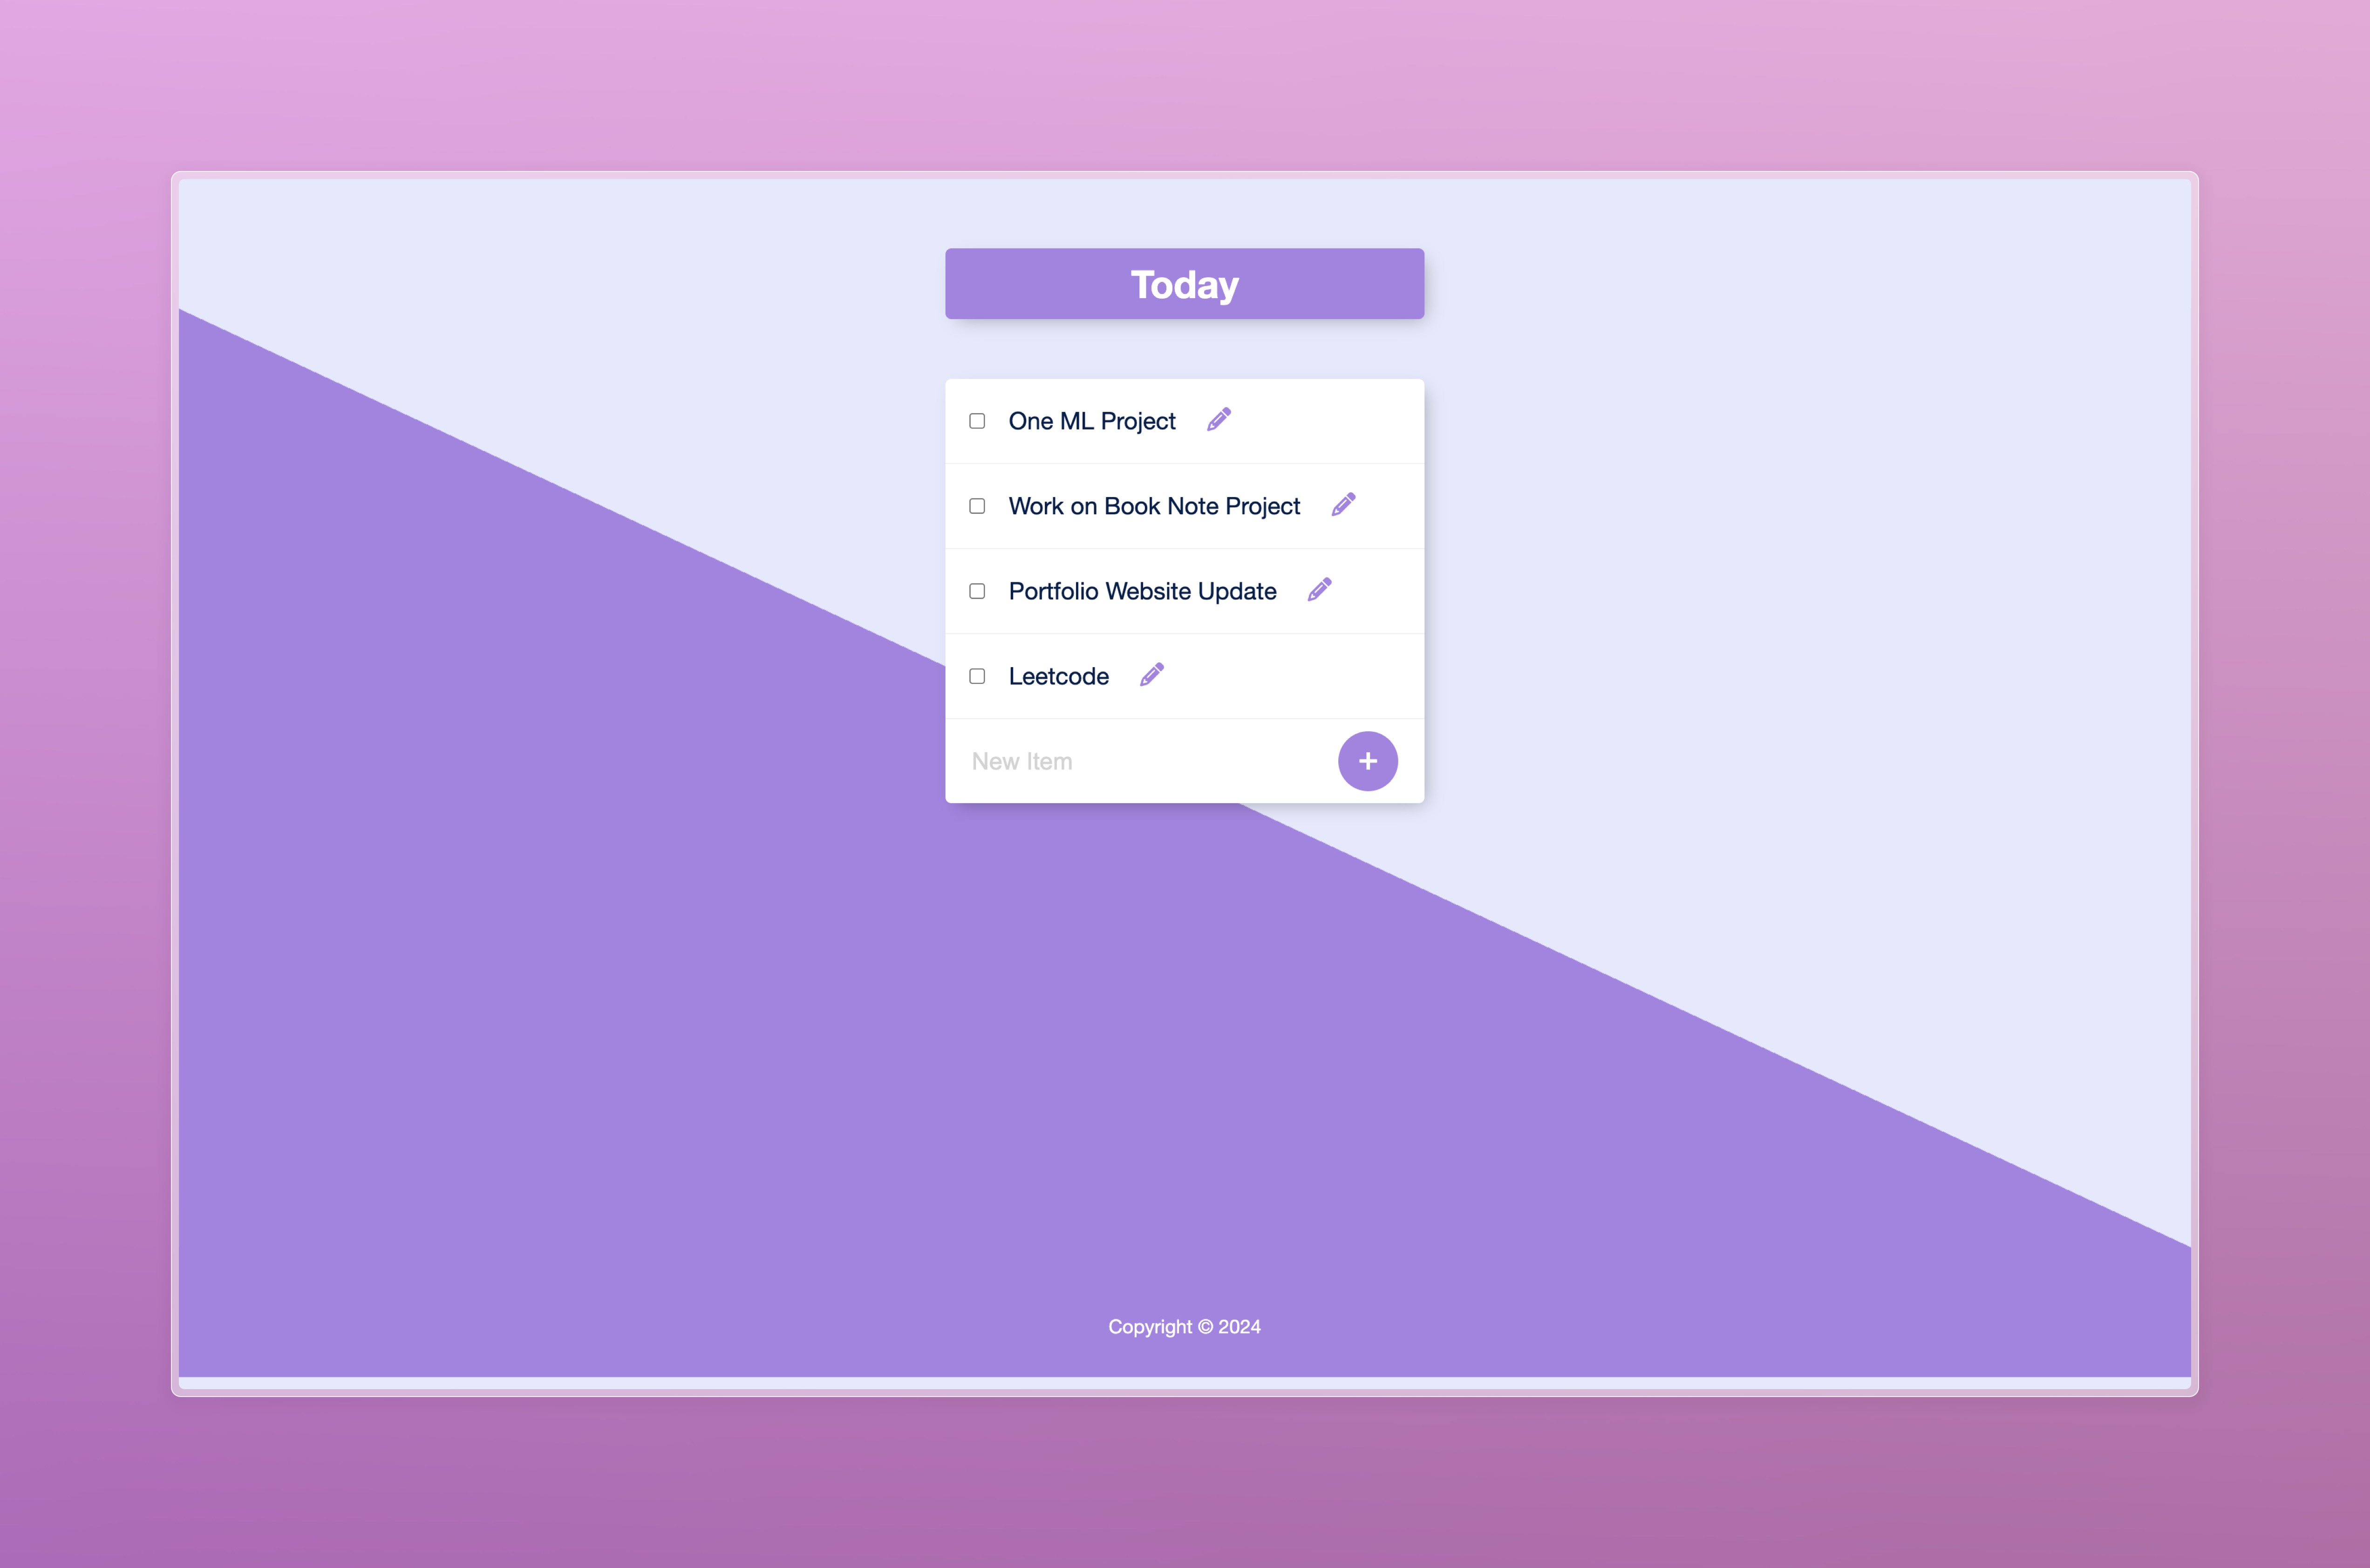 Today
One ML Project
Work on Book Note Project
Portfolio Website Update
Leetcode
New Item
+
Copyright © 2024